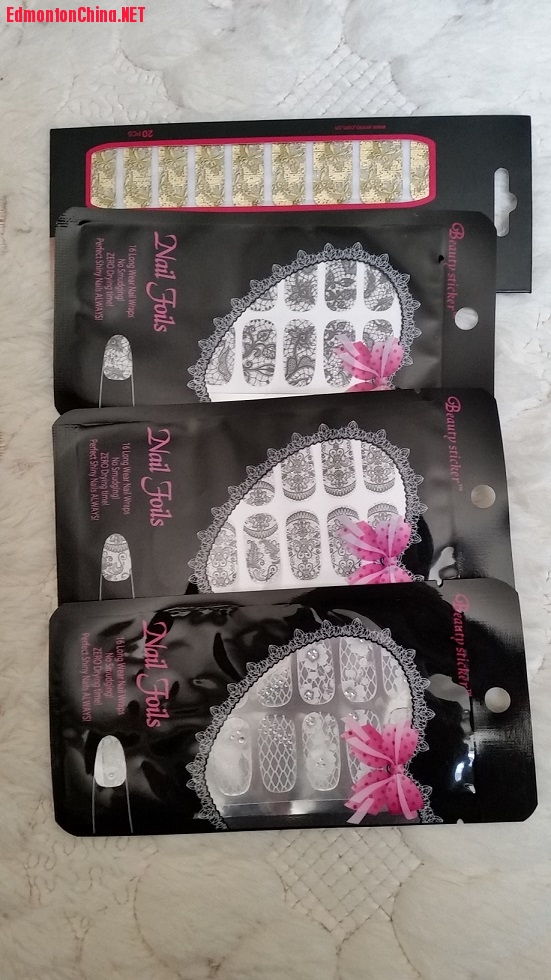 EdmontonChina.NET
20 PCS
Beauty sticker
Nail Foils
16 Long Wear Nail Wraps
No Smudging!
ZERO Drying time!
Perfect Shiny Nails ALWAYS!
Beauty sticker™
Nail Foils
16 Long Wear Nail Wraps
No Smudging!
ZERO Drying time!
Perfect Shiny Nails ALWAYS!
Beauty sticker™
Nail Foils
16 Long Wear Nail Wraps
No Smudging!
ZERO Drying time!
Perfect Shiny Nails ALWAYS!